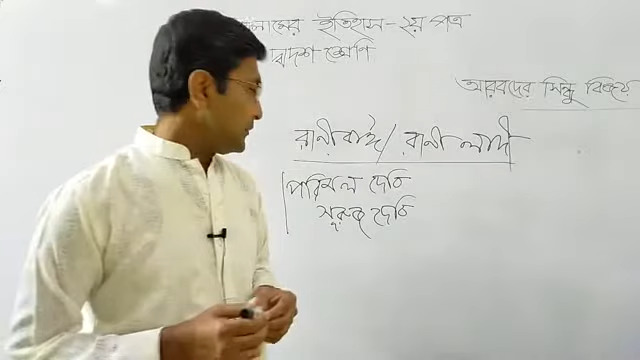 ইতিহাস - ২য় পত্র
দ্বাদশ শ্রেণি
আরবদের সিন্ধু বিজয়
রানীবাঈ / রানী লাদী
পরিমল দেবি
সূরুজ দেবি